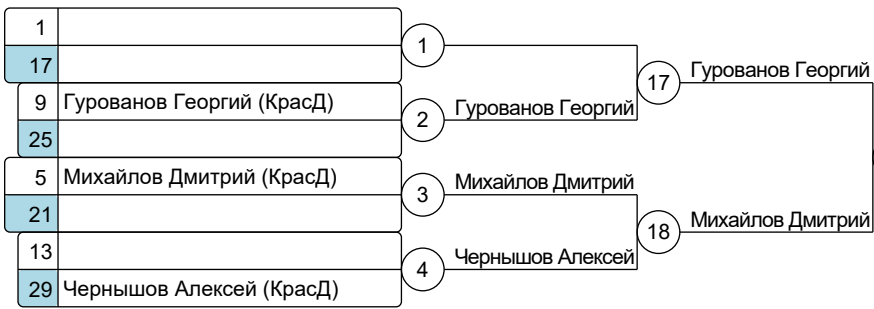 1
17
1
9 Гурованов Георгий (КрасД)
25
2
Гурованов Георгий
17
Гурованов Георгий
5 Михайлов Дмитрий (КрасД)
21
3
Михайлов Дмитрий
13
29 Чернышов Алексей (КрасД)
4
Чернышов Алексей
18
Михайлов Дмитрий